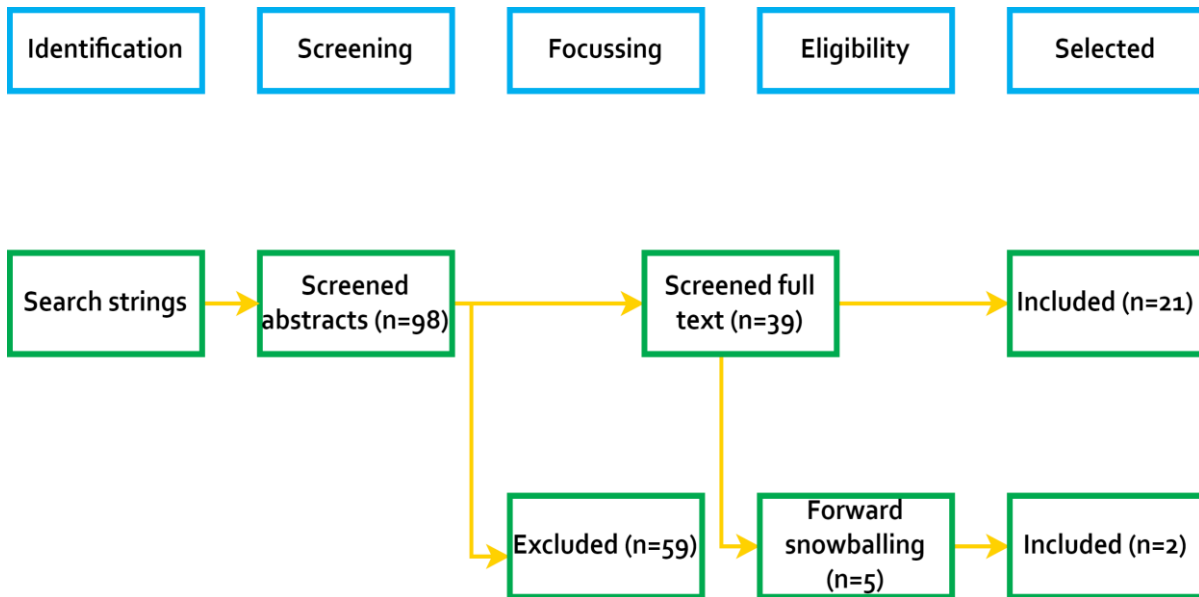 Identification
Screening
Focussing
Eligibility
Selected
Search strings
Screened
abstracts (n=98)
Screened full
text (n=39)
Included (n=21)
Excluded (n=59)
Forward
snowballing
(n=5)
Included (n=2)